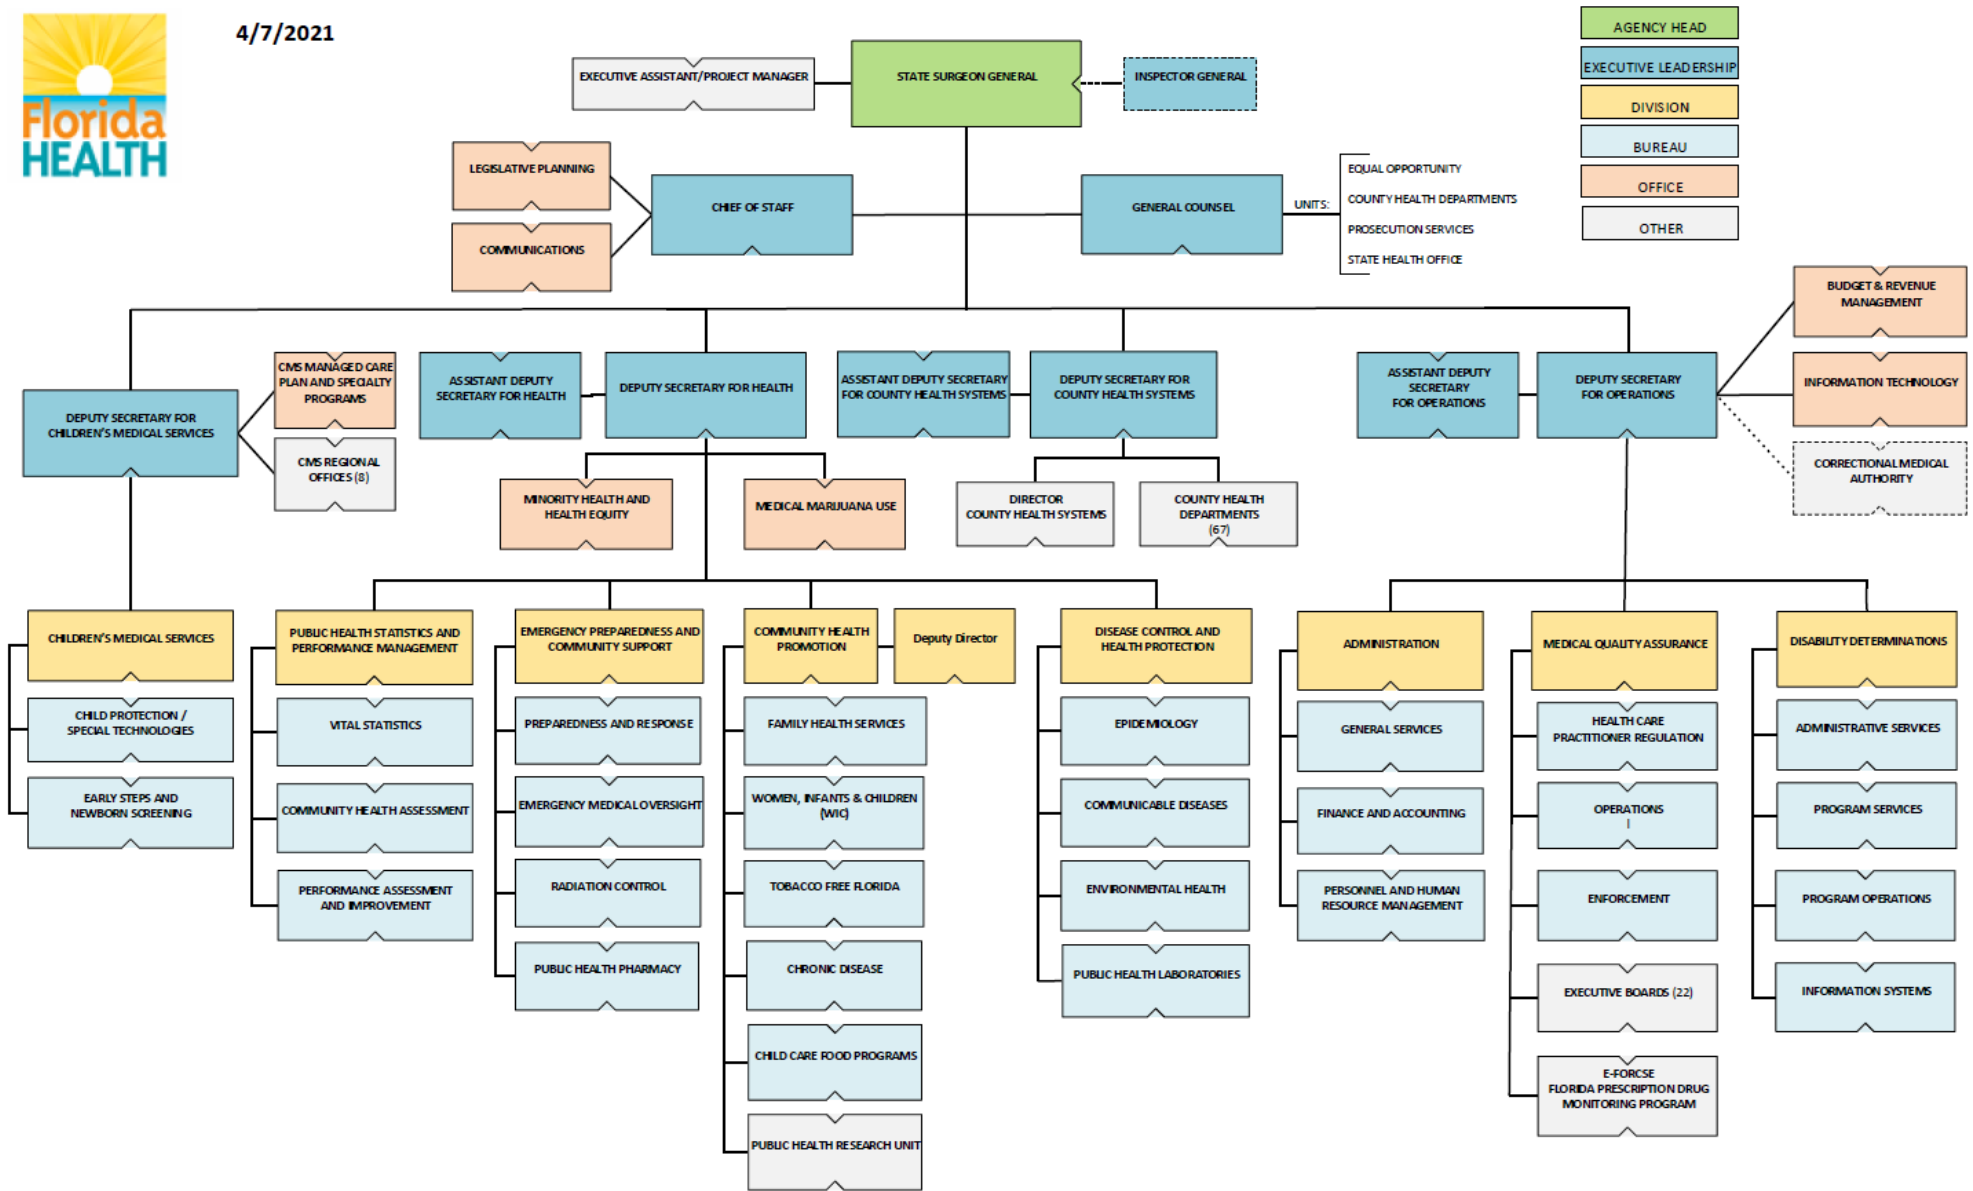 Florida
HEALTH
4/7/2021
AGENCY HEAD
EXECUTIVE LEADERSHIP
DIVISION
BUREAU
OFFICE
OTHER
EXECUTIVE ASSISTANT/PROJECT MANAGER
STATE SURGEON GENERAL
INSPECTOR GENERAL
LEGISLATIVE PLANNING
COMMUNICATIONS
CHIEF OF STAFF
GENERAL COUNSEL
UNITS:
EQUAL OPPORTUNITY
COUNTY HEALTH DEPARTMENTS
PROSECUTION SERVICES
STATE HEALTH OFFICE
DEPUTY SECRETARY FOR
CHILDREN'S MEDICAL SERVICES
CMS MANAGED CARE
PLAN AND SPECIALTY
PROGRAMS
CMS REGIONAL
OFFICES (8)
ASSISTANT DEPUTY
SECRETARY FOR HEALTH
DEPUTY SECRETARY FOR HEALTH
ASSISTANT DEPUTY SECRETARY
FOR COUNTY HEALTH SYSTEMS
DEPUTY SECRETARY FOR
COUNTY HEALTH SYSTEMS
ASSISTANT DEPUTY
SECRETARY
FOR OPERATIONS
DEPUTY SECRETARY
FOR OPERATIONS
BUDGET & REVENUE
MANAGEMENT
INFORMATION TECHNOLOGY
CORRECTIONAL MEDICAL
AUTHORITY
MINORITY HEALTH AND
HEALTH EQUITY
MEDICAL MARIJUANA USE
DIRECTOR
COUNTY HEALTH SYSTEMS
COUNTY HEALTH
DEPARTMENTS
(67)
CHILDREN'S MEDICAL SERVICES
CHILD PROTECTION /
SPECIAL TECHNOLOGIES
EARLY STEPS AND
NEWBORN SCREENING
PUBLIC HEALTH STATISTICS AND
PERFORMANCE MANAGEMENT
VITAL STATISTICS
COMMUNITY HEALTH ASSESSMENT
PERFORMANCE ASSESSMENT
AND IMPROVEMENT
EMERGENCY PREPAREDNESS AND
COMMUNITY SUPPORT
PREPAREDNESS AND RESPONSE
EMERGENCY MEDICAL OVERSIGHT
RADIATION CONTROL
PUBLIC HEALTH PHARMACY
COMMUNITY HEALTH
PROMOTION
Deputy Director
FAMILY HEALTH SERVICES
WOMEN, INFANTS & CHILDREN
(WIC)
TOBACCO FREE FLORIDA
CHRONIC DISEASE
CHILD CARE FOOD PROGRAMS
PUBLIC HEALTH RESEARCH UNIT
DISEASE CONTROL AND
HEALTH PROTECTION
EPIDEMIOLOGY
COMMUNICABLE DISEASES
ENVIRONMENTAL HEALTH
PUBLIC HEALTH LABORATORIES
ADMINISTRATION
GENERAL SERVICES
FINANCE AND ACCOUNTING
PERSONNEL AND HUMAN
RESOURCE MANAGEMENT
MEDICAL QUALITY ASSURANCE
HEALTH CARE
PRACTITIONER REGULATION
OPERATIONS
|
ENFORCEMENT
EXECUTIVE BOARDS (22)
E-FORCSE
FLORIDA PRESCRIPTION DRUG
MONITORING PROGRAM
DISABILITY DETERMINATIONS
ADMINISTRATIVE SERVICES
PROGRAM SERVICES
PROGRAM OPERATIONS
INFORMATION SYSTEMS